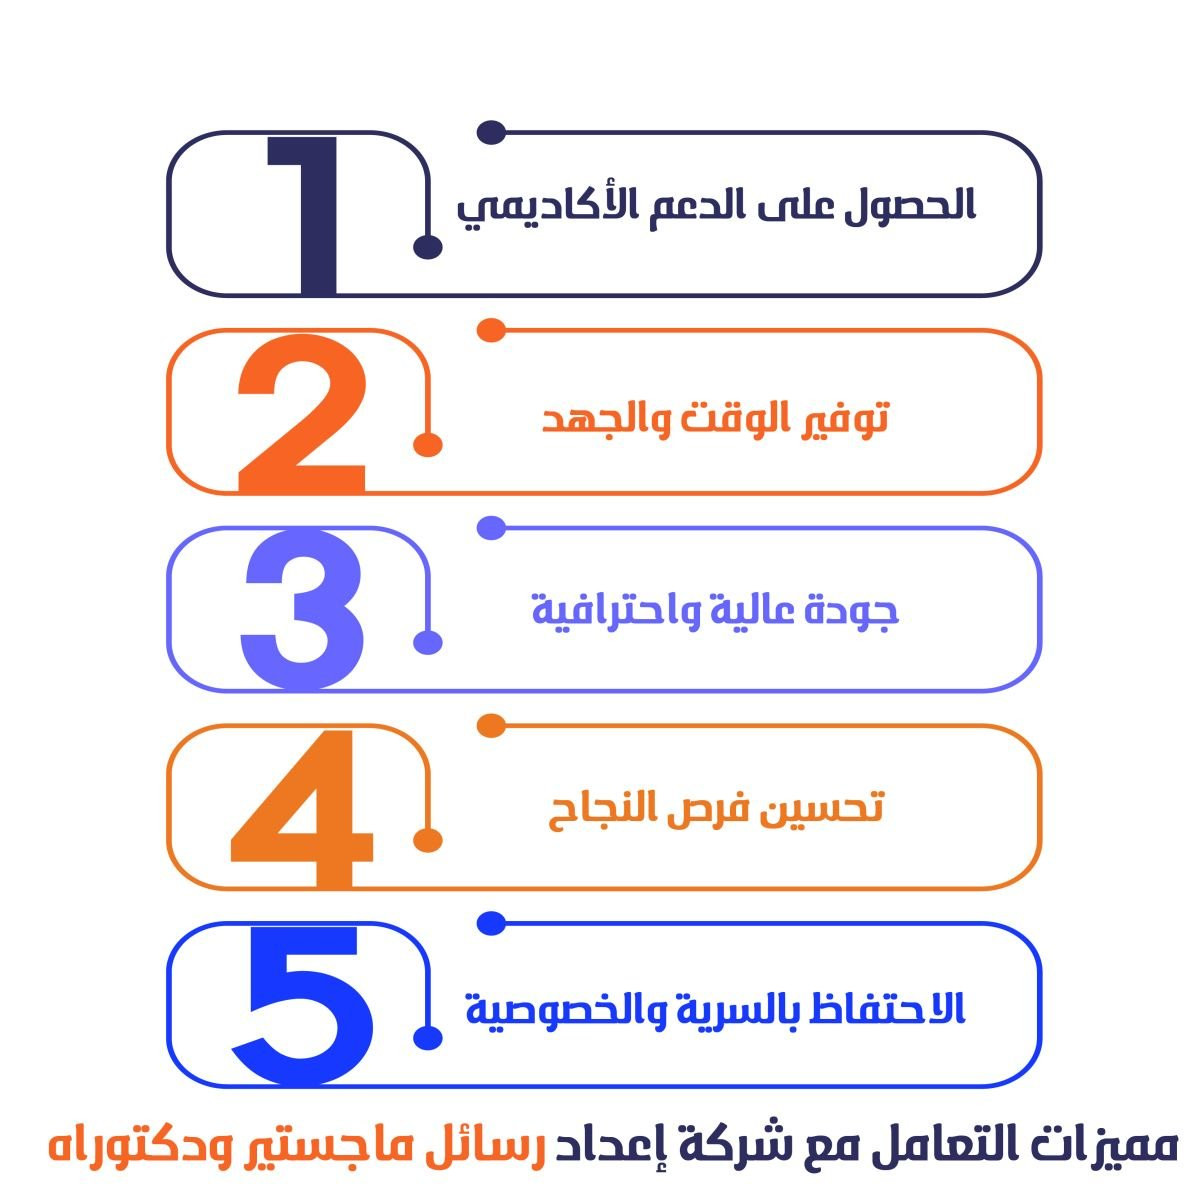 1
الحصول على الدعم الأكاديمي
2
توفير الوقت والجهد
3
جودة عالية واحترافية
4
تحسين فرص النجاح
5
الاحتفاظ بالسرية والخصوصية
مميزات التعامل مع شركة إعداد رسائل ماجستير ودكتوراه